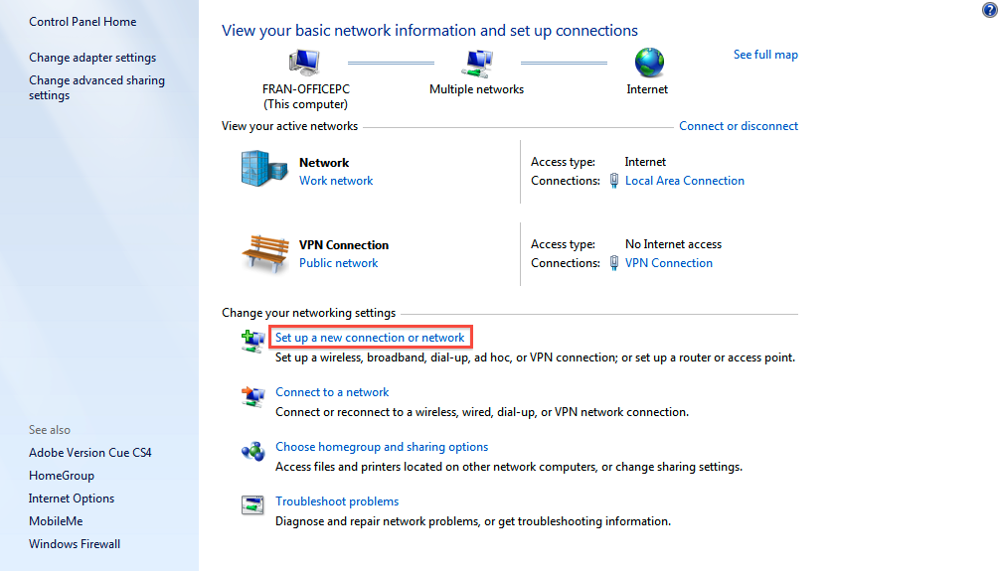 Control Panel Home
Change adapter settings
Change advanced sharing
settings
See also
Adobe Version Cue CS4
HomeGroup
Internet Options
MobileMe
Windows Firewall
?
View your basic network information and set up connections
See full map
FRAN-OFFICEPC
(This computer)
Multiple networks
Internet
View your active networks
Connect or disconnect
Network
Work network
Access type: Internet
Connections: Local Area Connection
VPN Connection
Public network
Access type: No Internet access
Connections: VPN Connection
Change your networking settings
Set up a new connection or network
Set up a wireless, broadband, dial-up, ad hoc, or VPN connection; or set up a router or access point.
Connect to a network
Connect or reconnect to a wireless, wired, dial-up, or VPN network connection.
Choose homegroup and sharing options
Access files and printers located on other network computers, or change sharing settings.
Troubleshoot problems
Diagnose and repair network problems, or get troubleshooting information.